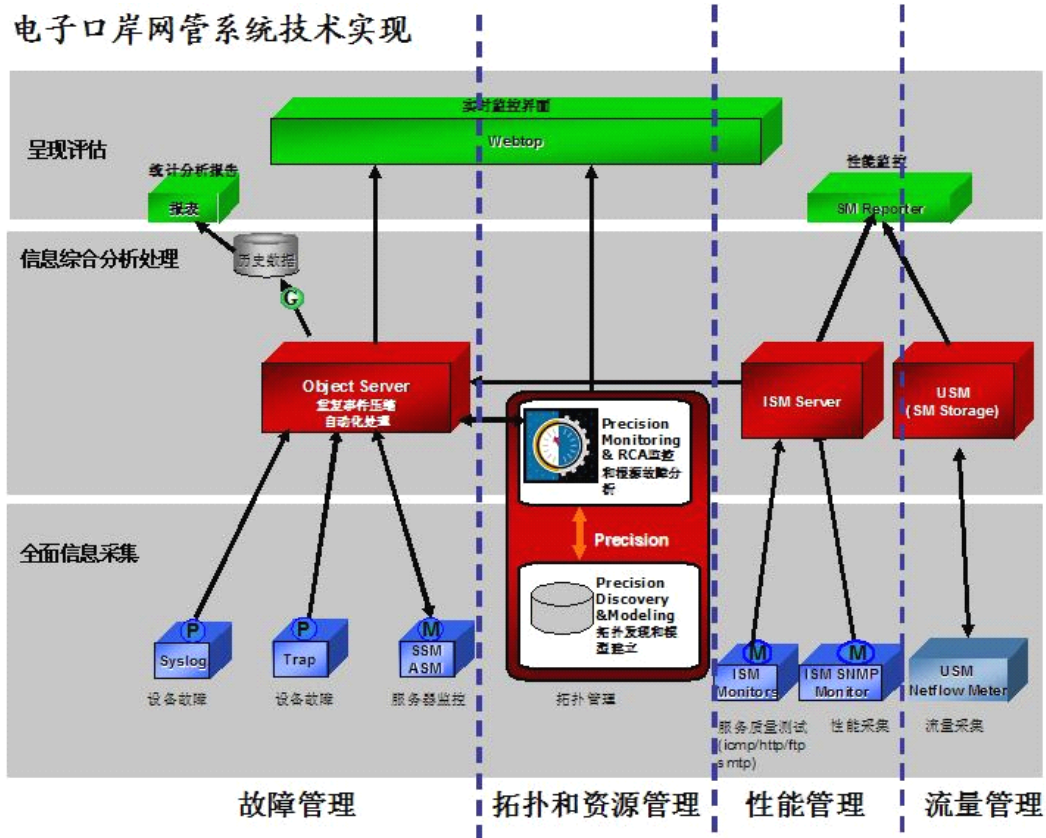 电子口岸网管系统技术实现
呈现评估
实时监控界面
Webtop
统计分析报告
报表
性能监控
SM Reporter
信息综合分析处理
历史数据
G
Object Server
重复事件压缩
自动化处理
Precision
Monitoring
& RCA监控
和根源故障分
析
ISM Server
USM
(SM Storage)
全面信息采集
Precision
Precision
Discovery
&Modeling
拓扑发现和模
型建立
P
Syslog
设备故障
P
Trap
设备故障
M
SSM
ASM
服务器监控
拓扑管理
M
ISM
Monitors
服务质量测试
(icmp/http/ftp
smtp)
M
ISM SNMP
Monitor
性能采集
USM
Netflow Meter
流量采集
故障管理
拓扑和资源管理
性能管理
流量管理